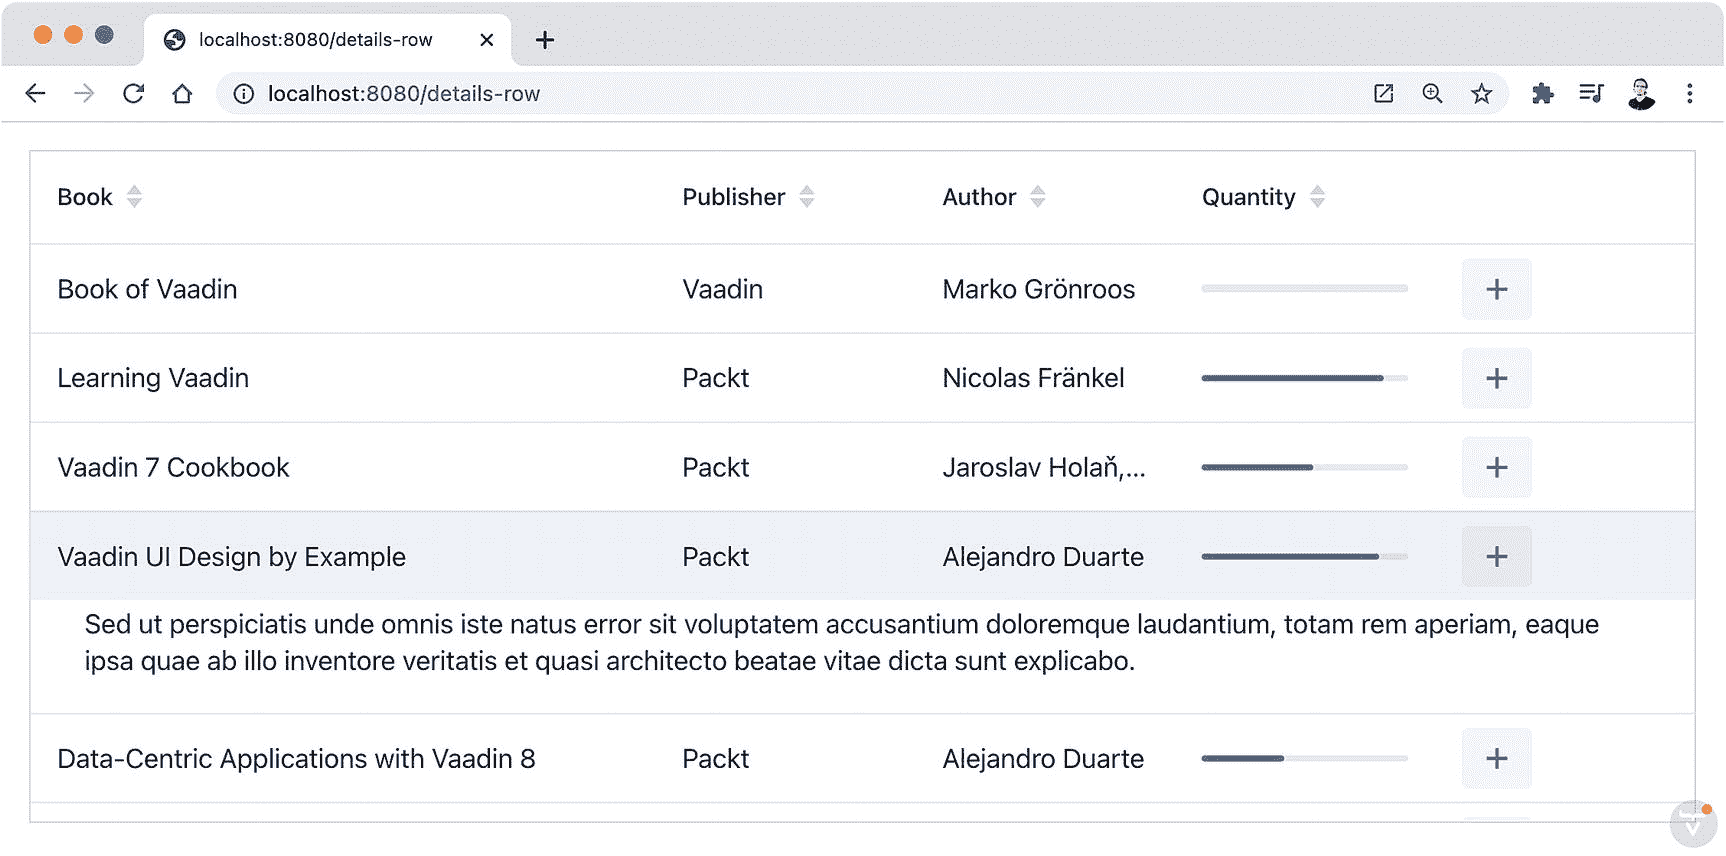 localhost:8080/details-row
localhost:8080/details-row
Book Publisher Author Quantity
Book of Vaadin Vaadin Marko Grönroos
Learning Vaadin Packt Nicolas Fränkel
Vaadin 7 Cookbook Packt Jaroslav Holaň,...
Vaadin UI Design by Example Packt Alejandro Duarte
Sed ut perspiciatis unde omnis iste natus error sit voluptatem accusantium doloremque laudantium, totam rem aperiam, eaque
ipsa quae ab illo inventore veritatis et quasi architecto beatae vitae dicta sunt explicabo.
Data-Centric Applications with Vaadin 8 Packt Alejandro Duarte